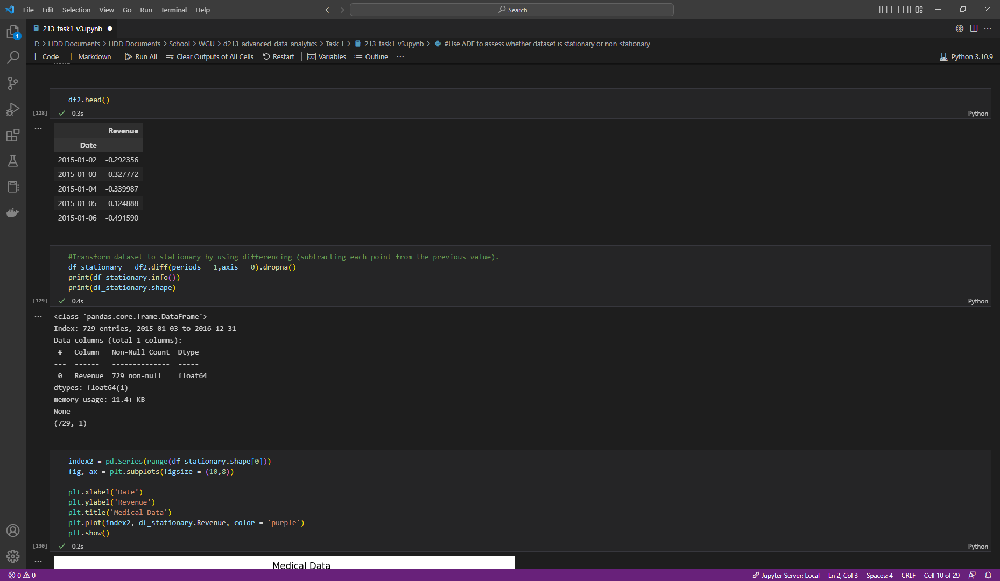 File Edit Selection View Go Run Terminal Help
Search
213_task1_v3.ipynb
E: > HDD Documents > HDD Documents > School > WGU > d213_advanced_data_analytics > Task 1 > 213_task1_v3.ipynb > #Use ADF to assess whether dataset is stationary or non-stationary
+ Code + Markdown | Run All Clear Outputs of All Cells Restart | Variables Outline ...
Python 3.10.9
1
df2.head()
[128] 0.3s Python
Revenue
Date
2015-01-02 -0.292356
2015-01-03 -0.327772
2015-01-04 -0.339987
2015-01-05 -0.124888
2015-01-06 -0.491590
#Transform dataset to stationary by using differencing (subtracting each point from the previous value).
df_stationary = df2.diff(periods = 1,axis = 0).dropna()
print(df_stationary.info())
print(df_stationary.shape)
[129] 0.4s Python
<class 'pandas.core.frame.DataFrame'>
Index: 729 entries, 2015-01-03 to 2016-12-31
Data columns (total 1 columns):
# Column Non-Null Count Dtype
--- ------ -------------- -----
0 Revenue 729 non-null float64
dtypes: float64(1)
memory usage: 11.4+ KB
None
(729, 1)
index2 = pd.Series(range(df_stationary.shape[0]))
fig, ax = plt.subplots(figsize = (10,8))
plt.xlabel('Date')
plt.ylabel('Revenue')
plt.title('Medical Data')
plt.plot(index2, df_stationary.Revenue, color = 'purple')
plt.show()
[130] 0.2s Python
Medical Data
0 0 Jupyter Server: Local Ln 2, Col 3 Spaces: 4 CRLF Cell 10 of 29